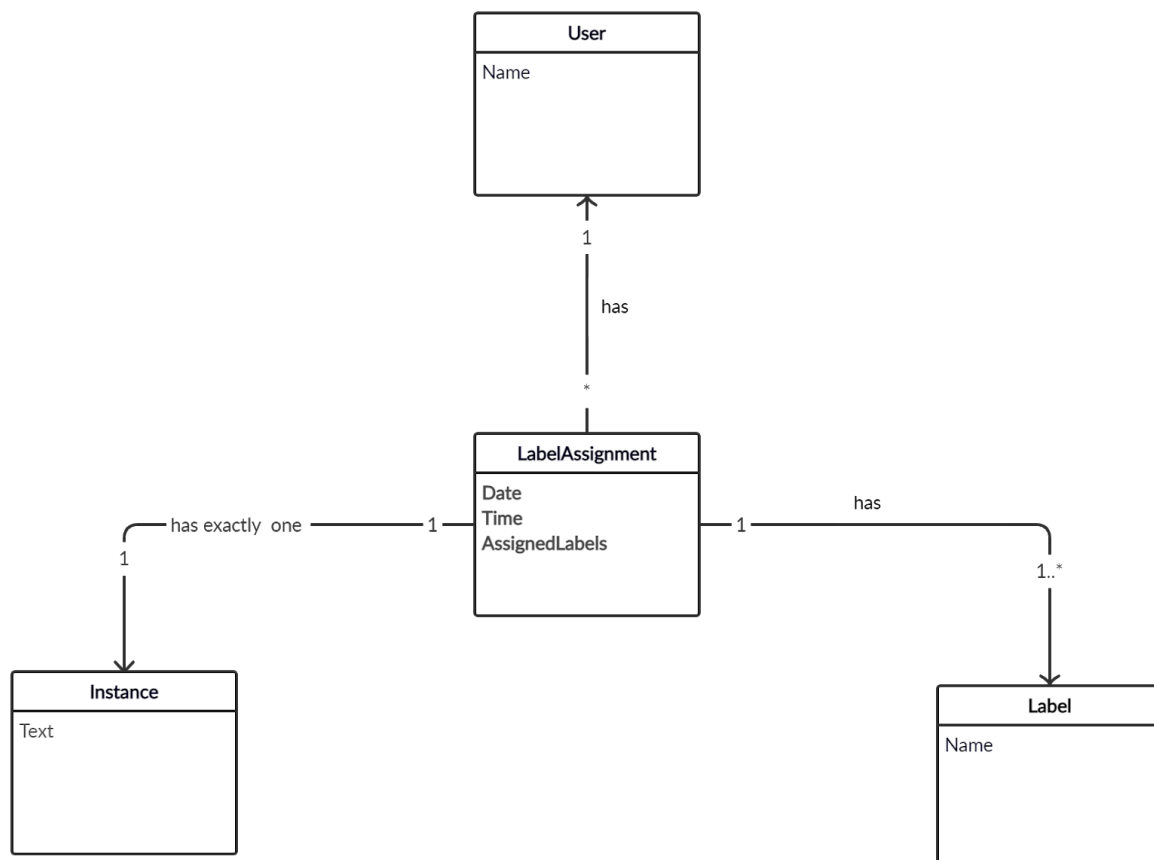 User
Name
1
has
*
LabelAssignment
Date
Time
AssignedLabels
has exactly one
1
1
1
has
1..*
Instance
Text
Label
Name